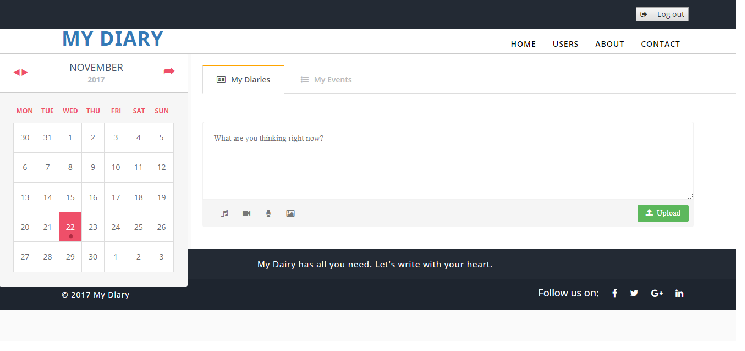 Log out
MY DIARY
HOME USERS ABOUT CONTACT
NOVEMBER
2017
My Diaries My Events
MON TUE WED THU FRI SAT SUN
30 31 1 2 3 4 5
6 7 8 9 10 11 12
13 14 15 16 17 18 19
20 21 22 23 24 25 26
27 28 29 30 1 2 3
What are you thinking right now?
Upload
My Dairy has all you need. Let's write with your heart.
© 2017 My Diary
Follow us on: